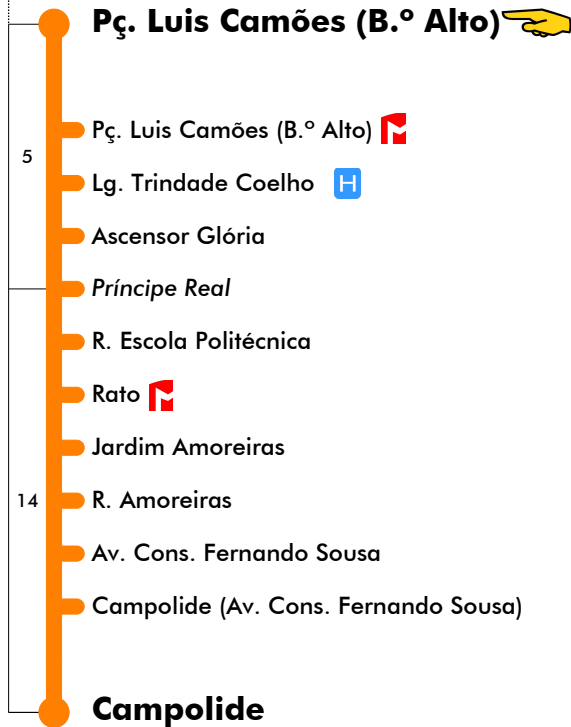 Pç. Luis Camões (B.º Alto)
Pç. Luis Camões (B.º Alto)
5
Lg. Trindade Coelho H
Ascensor Glória
Príncipe Real
R. Escola Politécnica
Rato
Jardim Amoreiras
14 R. Amoreiras
Av. Cons. Fernando Sousa
Campolide (Av. Cons. Fernando Sousa)
Campolide